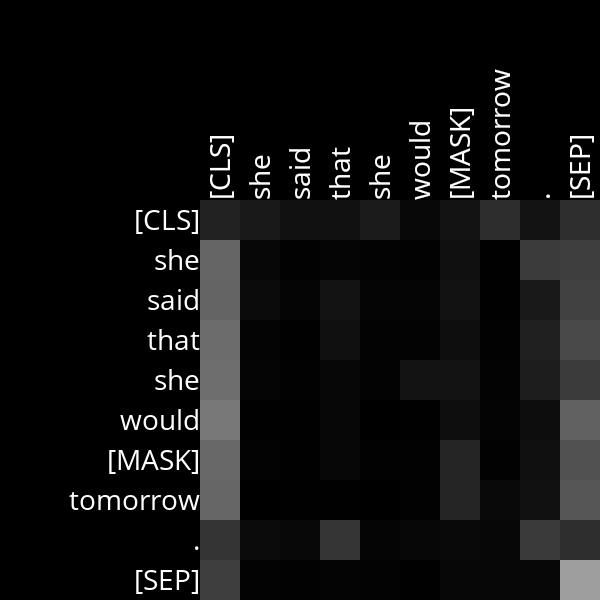 [CLS]
she
said
that
she
would
[MASK]
tomorrow
.
[SEP]
[CLS]
she
said
that
she
would
[MASK]
tomorrow
.
[SEP]